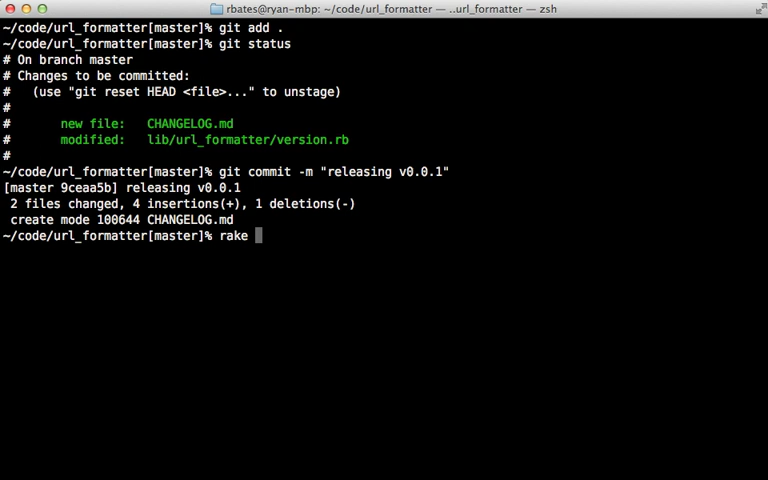 rbates@ryan-mbp: ~/code/url_formatter — ..url_formatter — zsh
~/code/url_formatter[master]% git add .
~/code/url_formatter[master]% git status
# On branch master
# Changes to be committed:
#   (use "git reset HEAD <file>..." to unstage)
#
#       new file:   CHANGELOG.md
#       modified:   lib/url_formatter/version.rb
#
~/code/url_formatter[master]% git commit -m "releasing v0.0.1"
[master 9ceaa5b] releasing v0.0.1
 2 files changed, 4 insertions(+), 1 deletions(-)
 create mode 100644 CHANGELOG.md
~/code/url_formatter[master]% rake